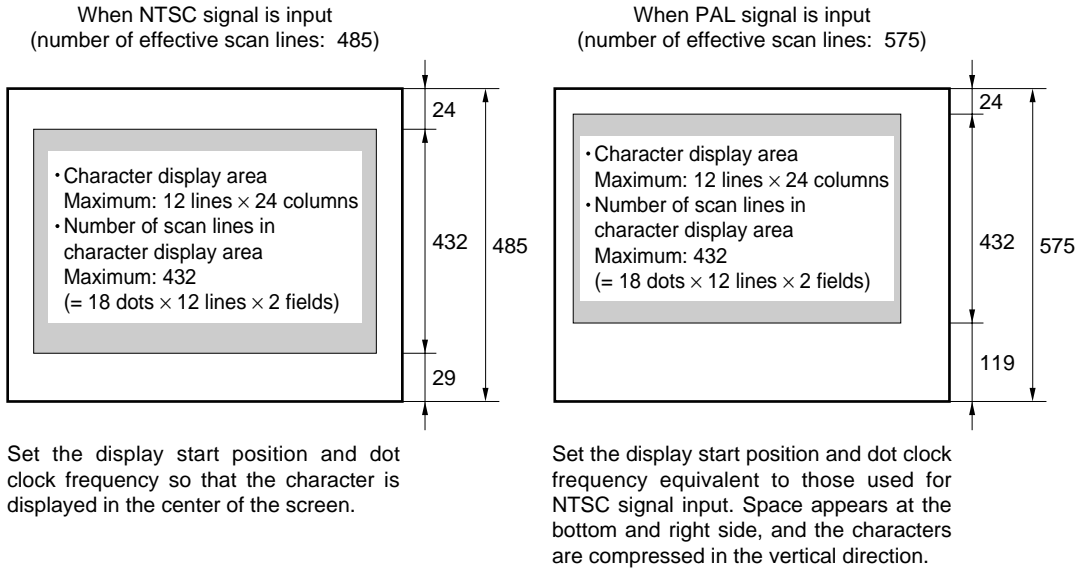 When NTSC signal is input
(number of effective scan lines: 485)
24
・Character display area
Maximum: 12 lines × 24 columns
・Number of scan lines in
character display area
Maximum: 432
(= 18 dots × 12 lines × 2 fields)
432
485
29
Set the display start position and dot
clock frequency so that the character is
displayed in the center of the screen.
When PAL signal is input
(number of effective scan lines: 575)
24
・Character display area
Maximum: 12 lines × 24 columns
・Number of scan lines in
character display area
Maximum: 432
(= 18 dots × 12 lines × 2 fields)
432
575
119
Set the display start position and dot clock
frequency equivalent to those used for
NTSC signal input. Space appears at the
bottom and right side, and the characters
are compressed in the vertical direction.